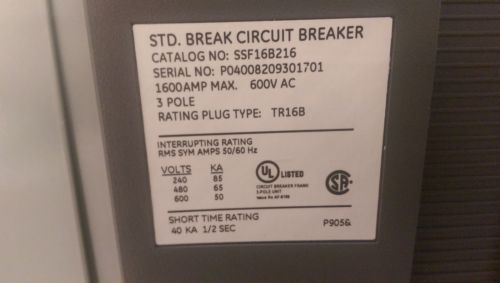 STD. BREAK CIRCUIT BREAKER
CATALOG NO: SSF16B216
SERIAL NO: P04008209301701
1600AMP MAX. 600V AC
3 POLE
RATING PLUG TYPE: TR16B
INTERRUPTING RATING
RMS SYM AMPS 50/60 Hz
VOLTS KA
240 85
480 65
600 50
UL LISTED
CIRCUIT BREAKER FRAME
3 POLE UNIT
SA
SHORT TIME RATING
40 KA 1/2 SEC